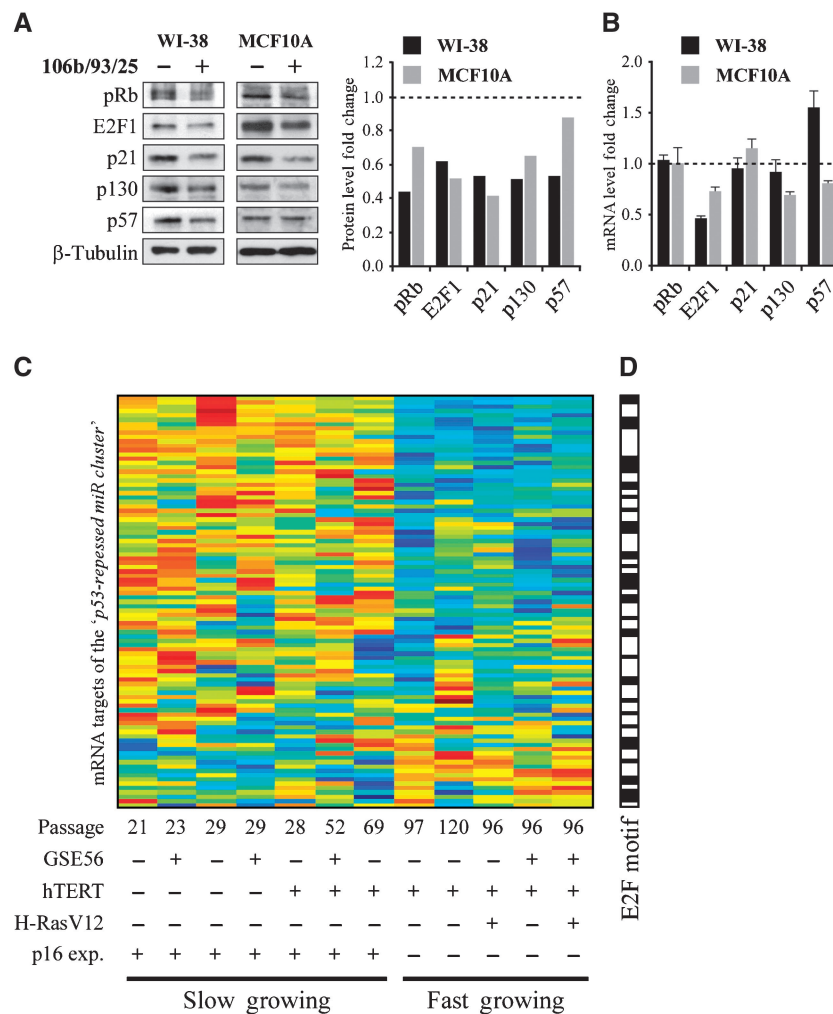 A
WI-38 MCF10A
106b/93/25 – + – +
pRb
E2F1
p21
p130
p57
β-Tubulin
Protein level fold change
1.2
1.0
0.8
0.6
0.4
0.2
0.0
WI-38
MCF10A
pRb E2F1 p21 p130 p57
B
mRNA level fold change
2.0
1.5
1.0
0.5
0.0
WI-38
MCF10A
pRb E2F1 p21 p130 p57
C
mRNA targets of the 'p53-repressed miR cluster'
Passage 21 23 29 29 28 52 69 97 120 96 96 96
GSE56 – + – + – + – – – – + +
hTERT – – – – + + + + + + + +
H-RasV12 – – – – – – – – – + – +
p16 exp. + + + + + + + – – – – –
Slow growing Fast growing
D
E2F motif